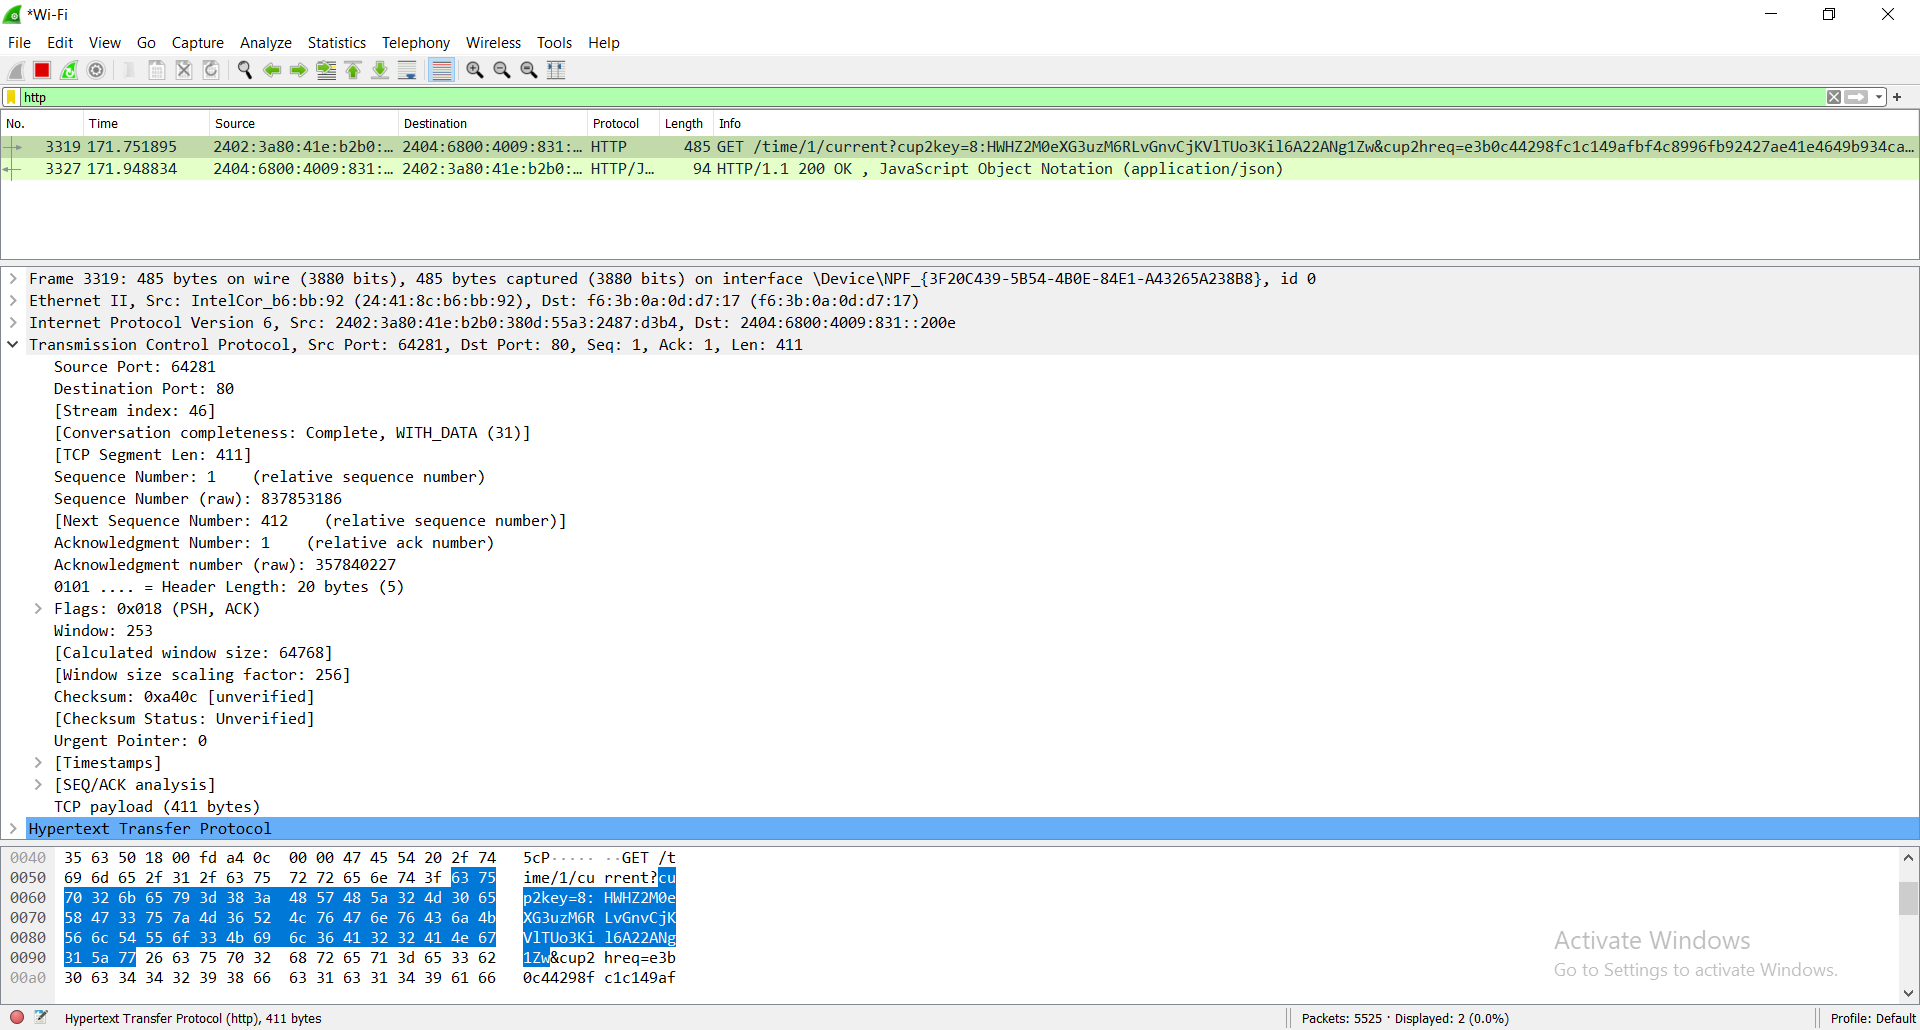 *Wi-Fi
File Edit View Go Capture Analyze Statistics Telephony Wireless Tools Help
http
No. Time Source Destination Protocol Length Info
3319 171.751895 2402:3a80:41e:b2b0:… 2404:6800:4009:831:… HTTP 485 GET /time/1/current?cup2key=8:HWHZ2M0eXG3uzM6RLvGnvCjKVlTUo3Kil6A22ANg1Zw&cup2hreq=e3b0c44298fc1c149afbf4c8996fb92427ae41e4649b934ca…
3327 171.948834 2404:6800:4009:831:… 2402:3a80:41e:b2b0:… HTTP/J… 94 HTTP/1.1 200 OK , JavaScript Object Notation (application/json)
Frame 3319: 485 bytes on wire (3880 bits), 485 bytes captured (3880 bits) on interface \Device\NPF_{3F20C439-5B54-4B0E-84E1-A43265A238B8}, id 0
Ethernet II, Src: IntelCor_b6:bb:92 (24:41:8c:b6:bb:92), Dst: f6:3b:0a:0d:d7:17 (f6:3b:0a:0d:d7:17)
Internet Protocol Version 6, Src: 2402:3a80:41e:b2b0:380d:55a3:2487:d3b4, Dst: 2404:6800:4009:831::200e
Transmission Control Protocol, Src Port: 64281, Dst Port: 80, Seq: 1, Ack: 1, Len: 411
Source Port: 64281
Destination Port: 80
[Stream index: 46]
[Conversation completeness: Complete, WITH_DATA (31)]
[TCP Segment Len: 411]
Sequence Number: 1 (relative sequence number)
Sequence Number (raw): 837853186
[Next Sequence Number: 412 (relative sequence number)]
Acknowledgment Number: 1 (relative ack number)
Acknowledgment number (raw): 357840227
0101 .... = Header Length: 20 bytes (5)
Flags: 0x018 (PSH, ACK)
Window: 253
[Calculated window size: 64768]
[Window size scaling factor: 256]
Checksum: 0xa40c [unverified]
[Checksum Status: Unverified]
Urgent Pointer: 0
[Timestamps]
[SEQ/ACK analysis]
TCP payload (411 bytes)
Hypertext Transfer Protocol
0040 35 63 50 18 00 fd a4 0c 00 00 47 45 54 20 2f 74 5cP····· ··GET /t
0050 69 6d 65 2f 31 2f 63 75 72 72 65 6e 74 3f 63 75 ime/1/cu rrent?cu
0060 70 32 6b 65 79 3d 38 3a 48 57 48 5a 32 4d 30 65 p2key=8: HWHZ2M0e
0070 58 47 33 75 7a 4d 36 52 4c 76 47 6e 76 43 6a 4b XG3uzM6R LvGnvCjK
0080 56 6c 54 55 6f 33 4b 69 6c 36 41 32 32 41 4e 67 VlTUo3Ki l6A22ANg
0090 31 5a 77 26 63 75 70 32 68 72 65 71 3d 65 33 62 1Zw&cup2 hreq=e3b
00a0 30 63 34 34 32 39 38 66 63 31 63 31 34 39 61 66 0c44298f c1c149af
Activate Windows
Go to Settings to activate Windows.
Hypertext Transfer Protocol (http), 411 bytes
Packets: 5525 · Displayed: 2 (0.0%)
Profile: Default